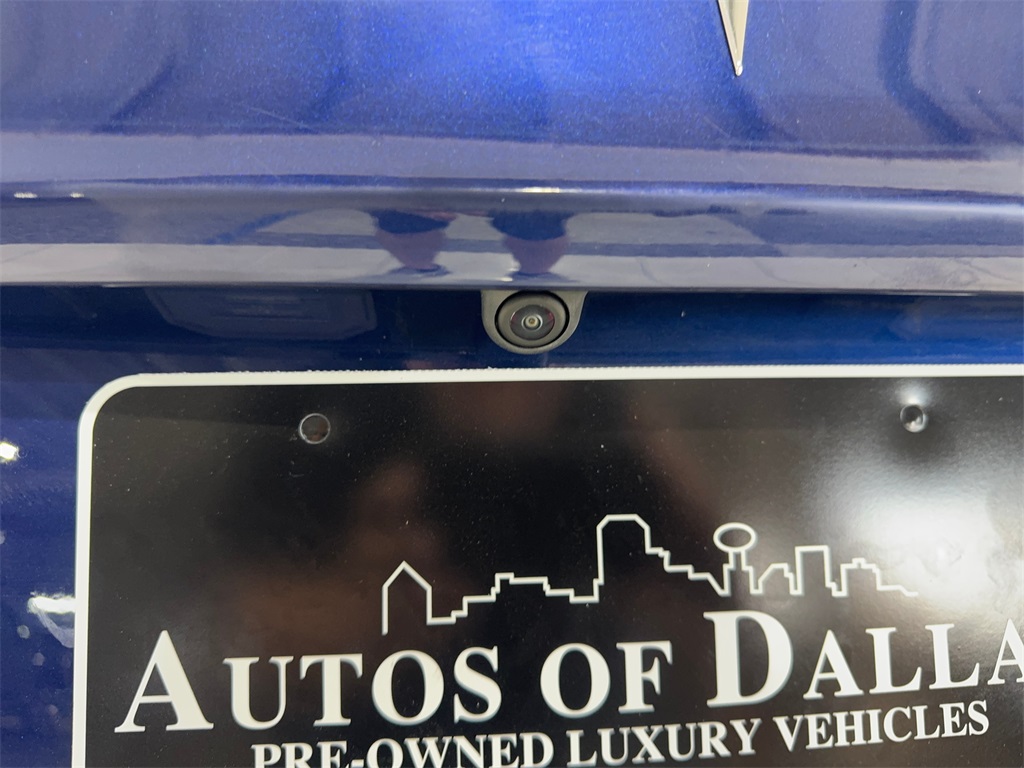 AUTOS OF DALLA
PRE-OWNED LUXURY VEHICLES